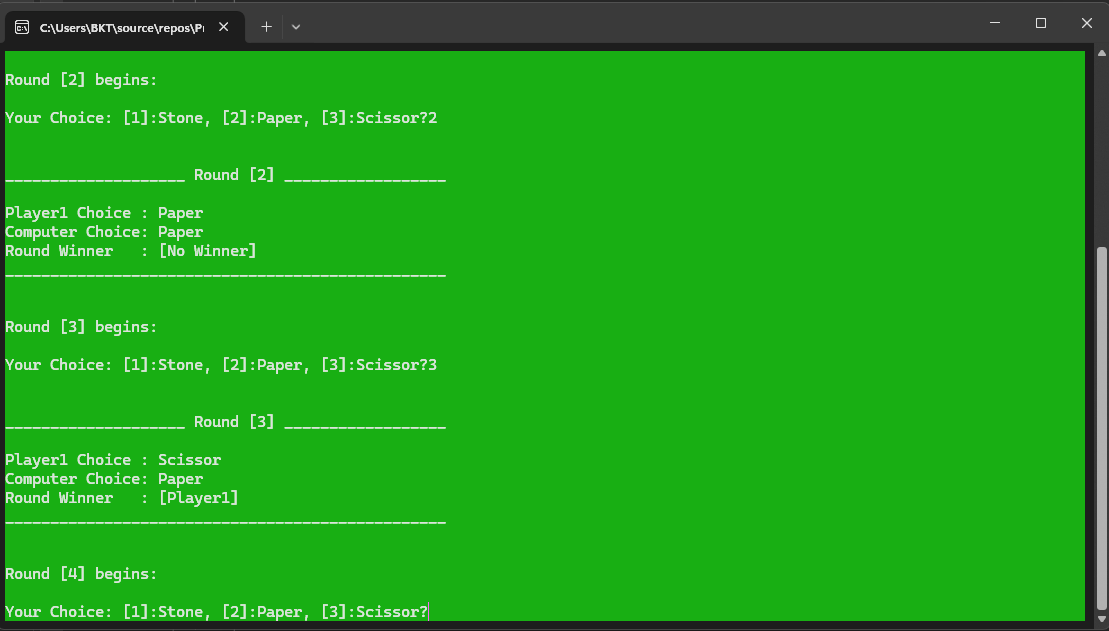 C:\Users\BKT\source\repos\Pr
Round [2] begins:
Your Choice: [1]:Stone, [2]:Paper, [3]:Scissor?2
____________________ Round [2] __________________
Player1 Choice : Paper
Computer Choice: Paper
Round Winner   : [No Winner]
_________________________________________________
Round [3] begins:
Your Choice: [1]:Stone, [2]:Paper, [3]:Scissor?3
____________________ Round [3] __________________
Player1 Choice : Scissor
Computer Choice: Paper
Round Winner   : [Player1]
_________________________________________________
Round [4] begins:
Your Choice: [1]:Stone, [2]:Paper, [3]:Scissor?